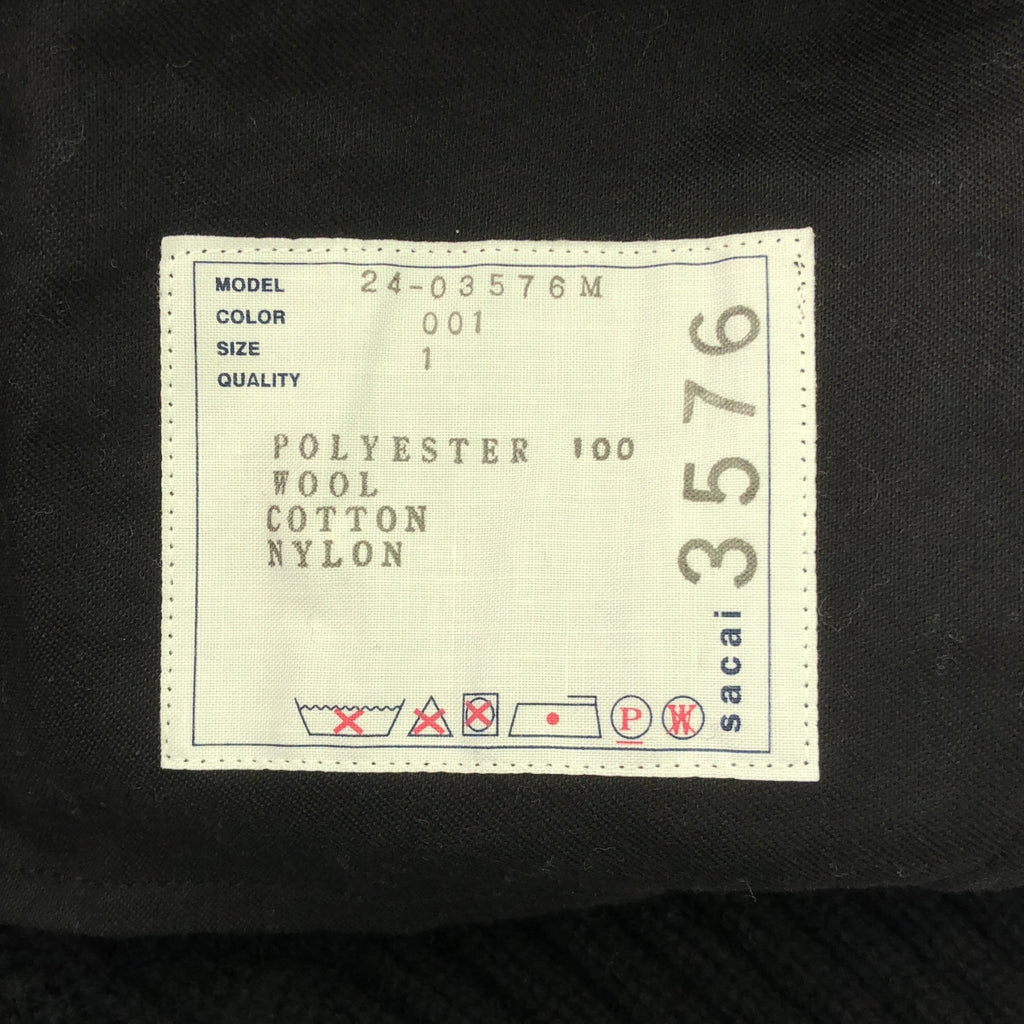 MODEL 24-03576M
COLOR 001
SIZE 1
QUALITY
POLYESTER 100
WOOL
COTTON
NYLON
P
W
sacai 3576